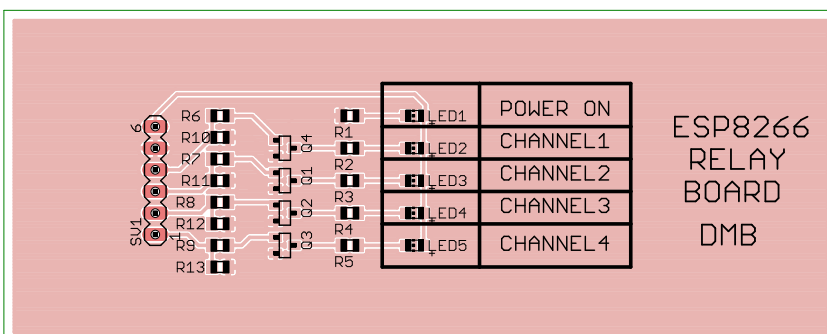 ESP8266
RELAY
BOARD
DMB
POWER ON
CHANNEL1
CHANNEL2
CHANNEL3
CHANNEL4
LED1
LED2
LED3
LED4
LED5
R1
R2
R3
R4
R5
Q4
Q1
Q2
Q3
R6
R10
R7
R11
R8
R12
R9
R13
6
1
SV1